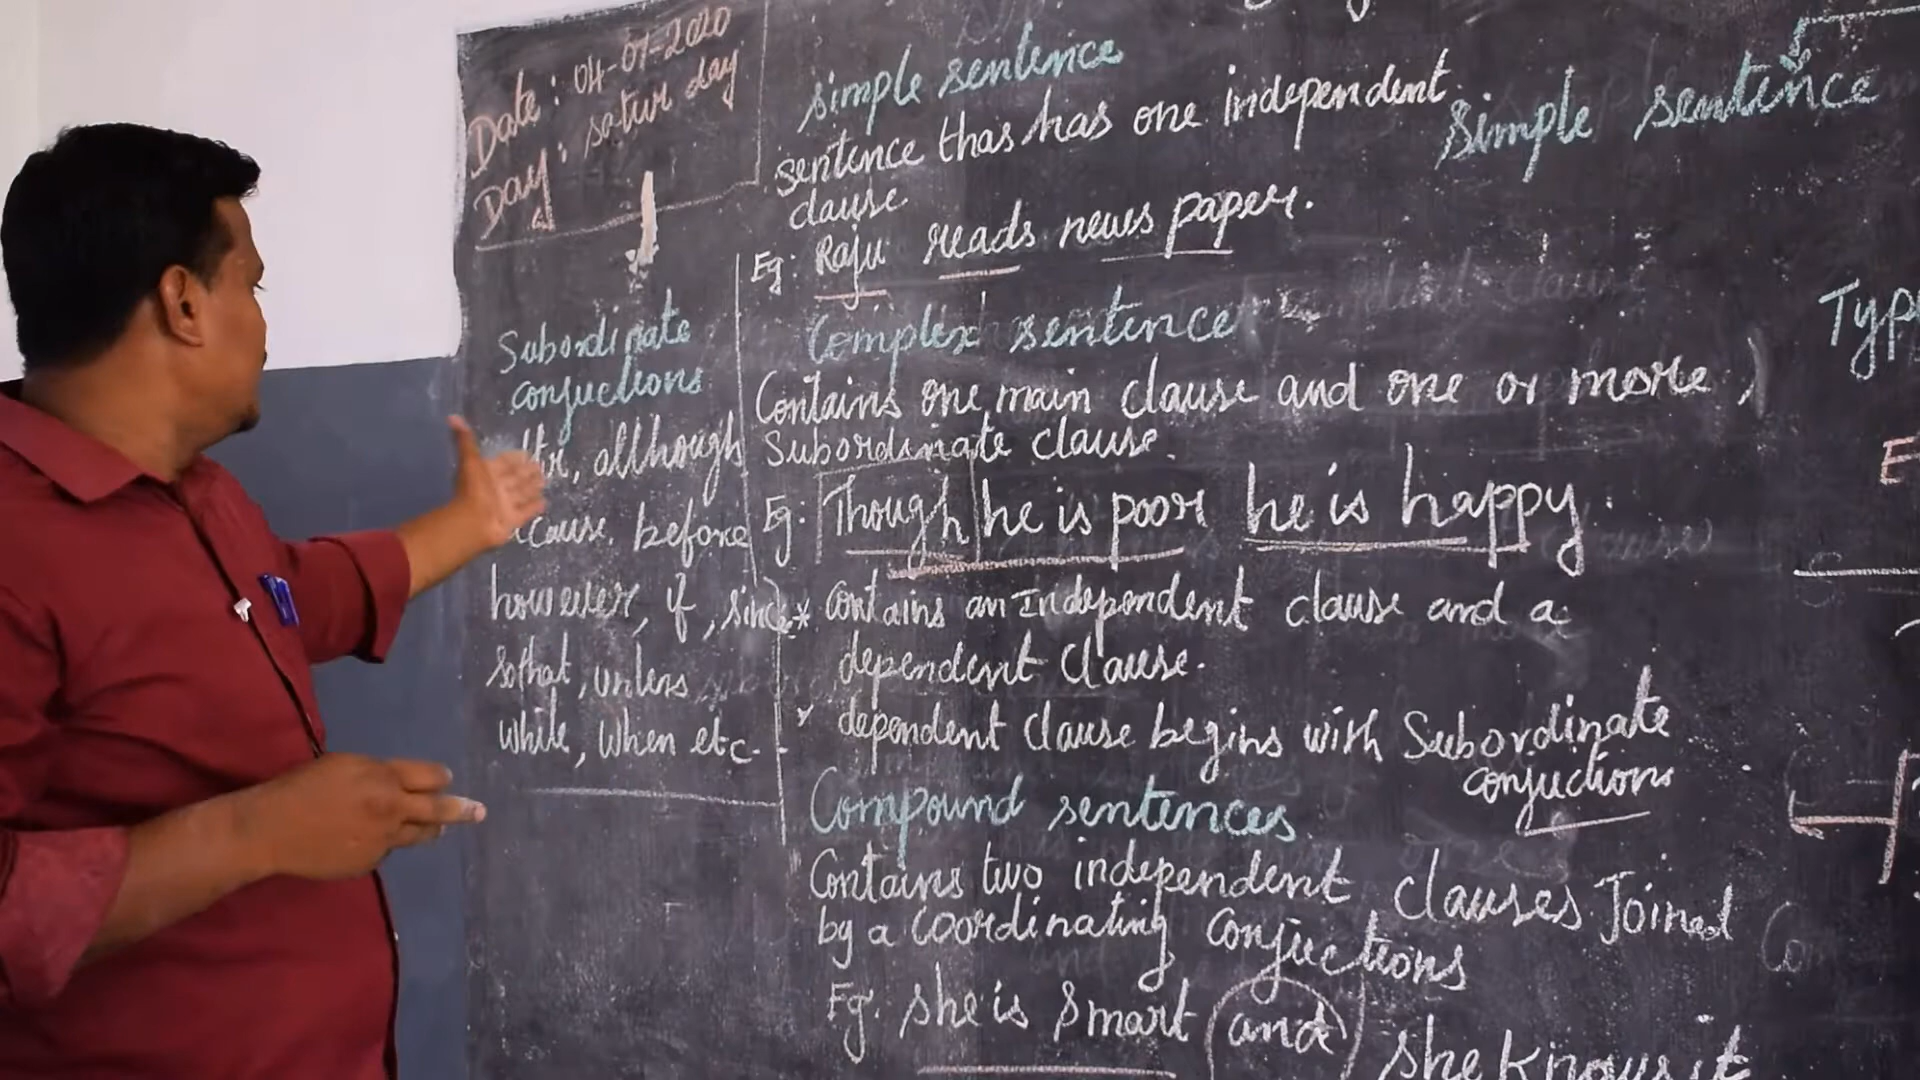 Date: 04-07-2020
Day: saturday
Subordinate
conjuctions
although
before
however, if, since
sothat, unless
while, when etc.
simple sentence
sentence thas has one independent
clause
Eg: Raju reads news paper.
Complex sentence
Contains one main clause and one or more
Subordinate clause.
Eg: Though he is poor he is happy.
* contains an Independent clause and a
dependent clause.
* dependent clause begins with Subordinate
conjuctions
Compound sentences
Contains two independent clauses Joined
by a coordinating conjuctions
Eg. she is smart and she knows it
simple sentence